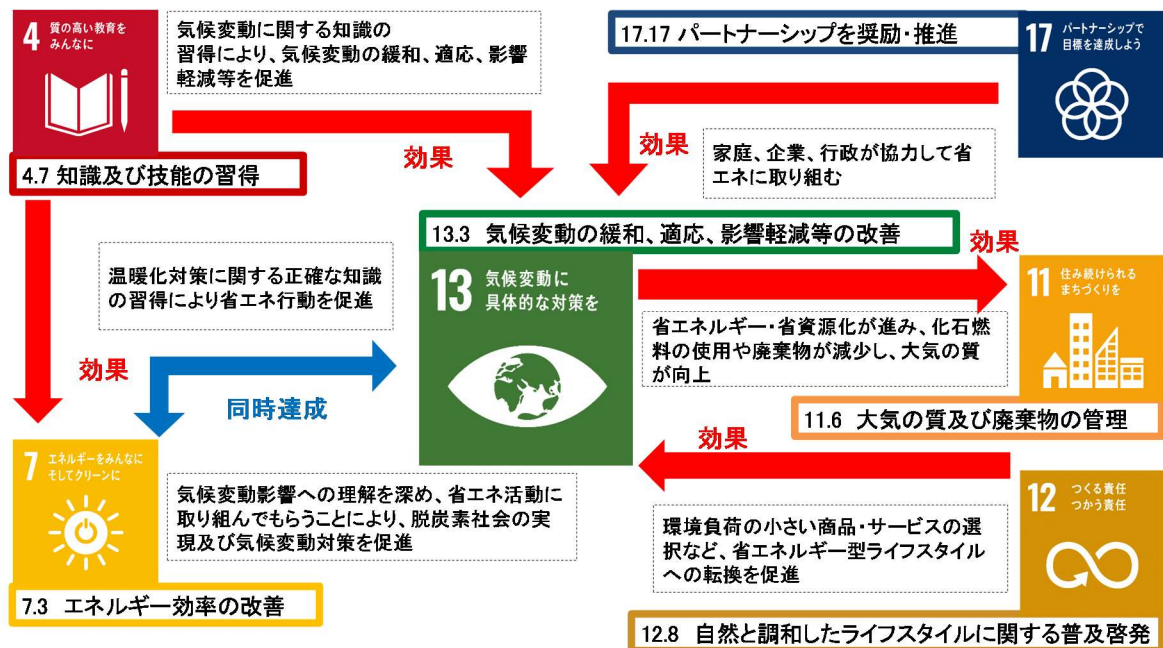 4 質の高い教育を
みんなに
気候変動に関する知識の
習得により、気候変動の緩和、適応、影響
軽減等を促進
17.17 パートナーシップを奨励・推進
17 パートナーシップで
目標を達成しよう
効果
効果
家庭、企業、行政が協力して省
エネに取り組む
4.7 知識及び技能の習得
13.3 気候変動の緩和、適応、影響軽減等の改善
効果
温暖化対策に関する正確な知識
の習得により省エネ行動を促進
13 気候変動に
具体的な対策を
11 住み続けられる
まちづくりを
省エネルギー・省資源化が進み、化石燃
料の使用や廃棄物が減少し、大気の質
が向上
効果
同時達成
11.6 大気の質及び廃棄物の管理
効果
7 エネルギーをみんなに
そしてクリーンに
気候変動影響への理解を深め、省エネ活動に
取り組んでもらうことにより、脱炭素社会の実
現及び気候変動対策を促進
12 つくる責任
つかう責任
環境負荷の小さい商品・サービスの選
択など、省エネルギー型ライフスタイル
への転換を促進
7.3 エネルギー効率の改善
12.8 自然と調和したライフスタイルに関する普及啓発